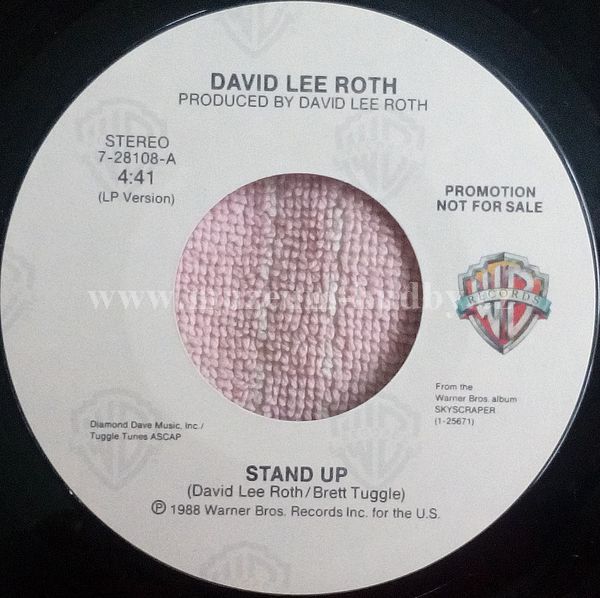 DAVID LEE ROTH
PRODUCED BY DAVID LEE ROTH
STEREO
7-28108-A
4:41
(LP Version)
PROMOTION
NOT FOR SALE
WB
RECORDS
From the
Warner Bros. album
SKYSCRAPER
(1-25671)
Diamond Dave Music, Inc./
Tuggle Tunes ASCAP
STAND UP
(David Lee Roth/Brett Tuggle)
Ⓟ 1988 Warner Bros. Records Inc. for the U.S.